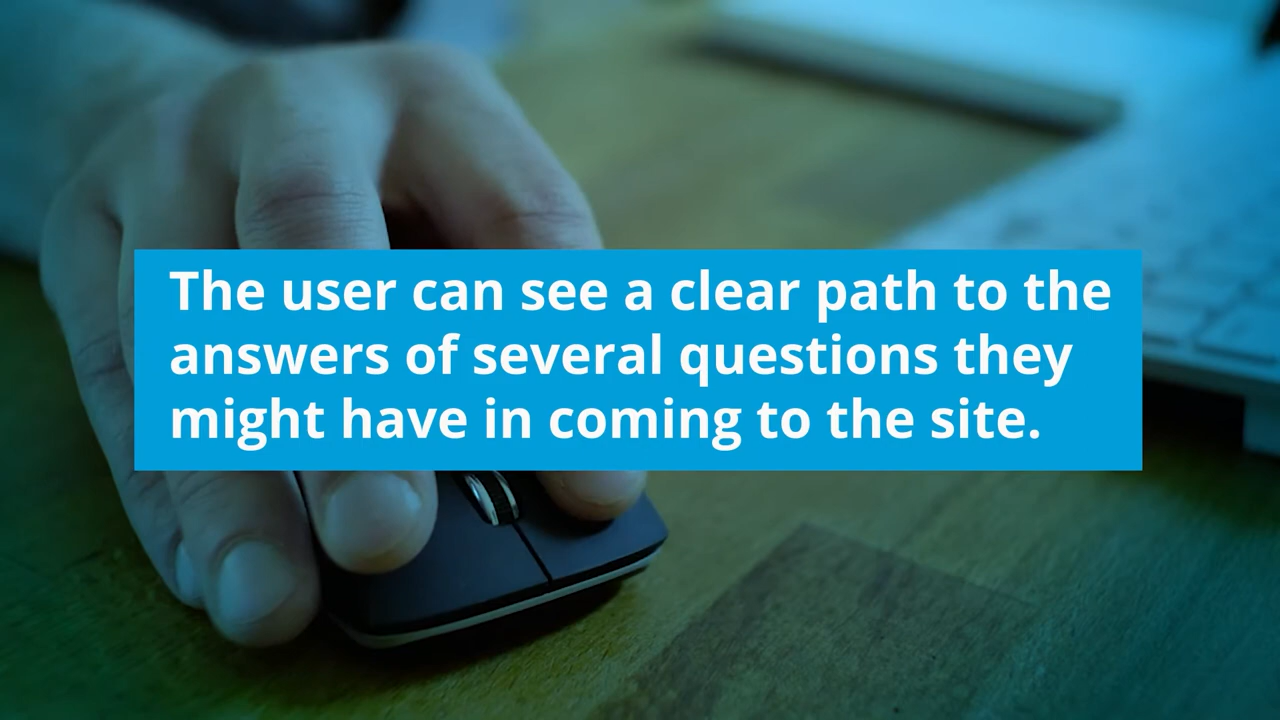 The user can see a clear path to the
answers of several questions they
might have in coming to the site.